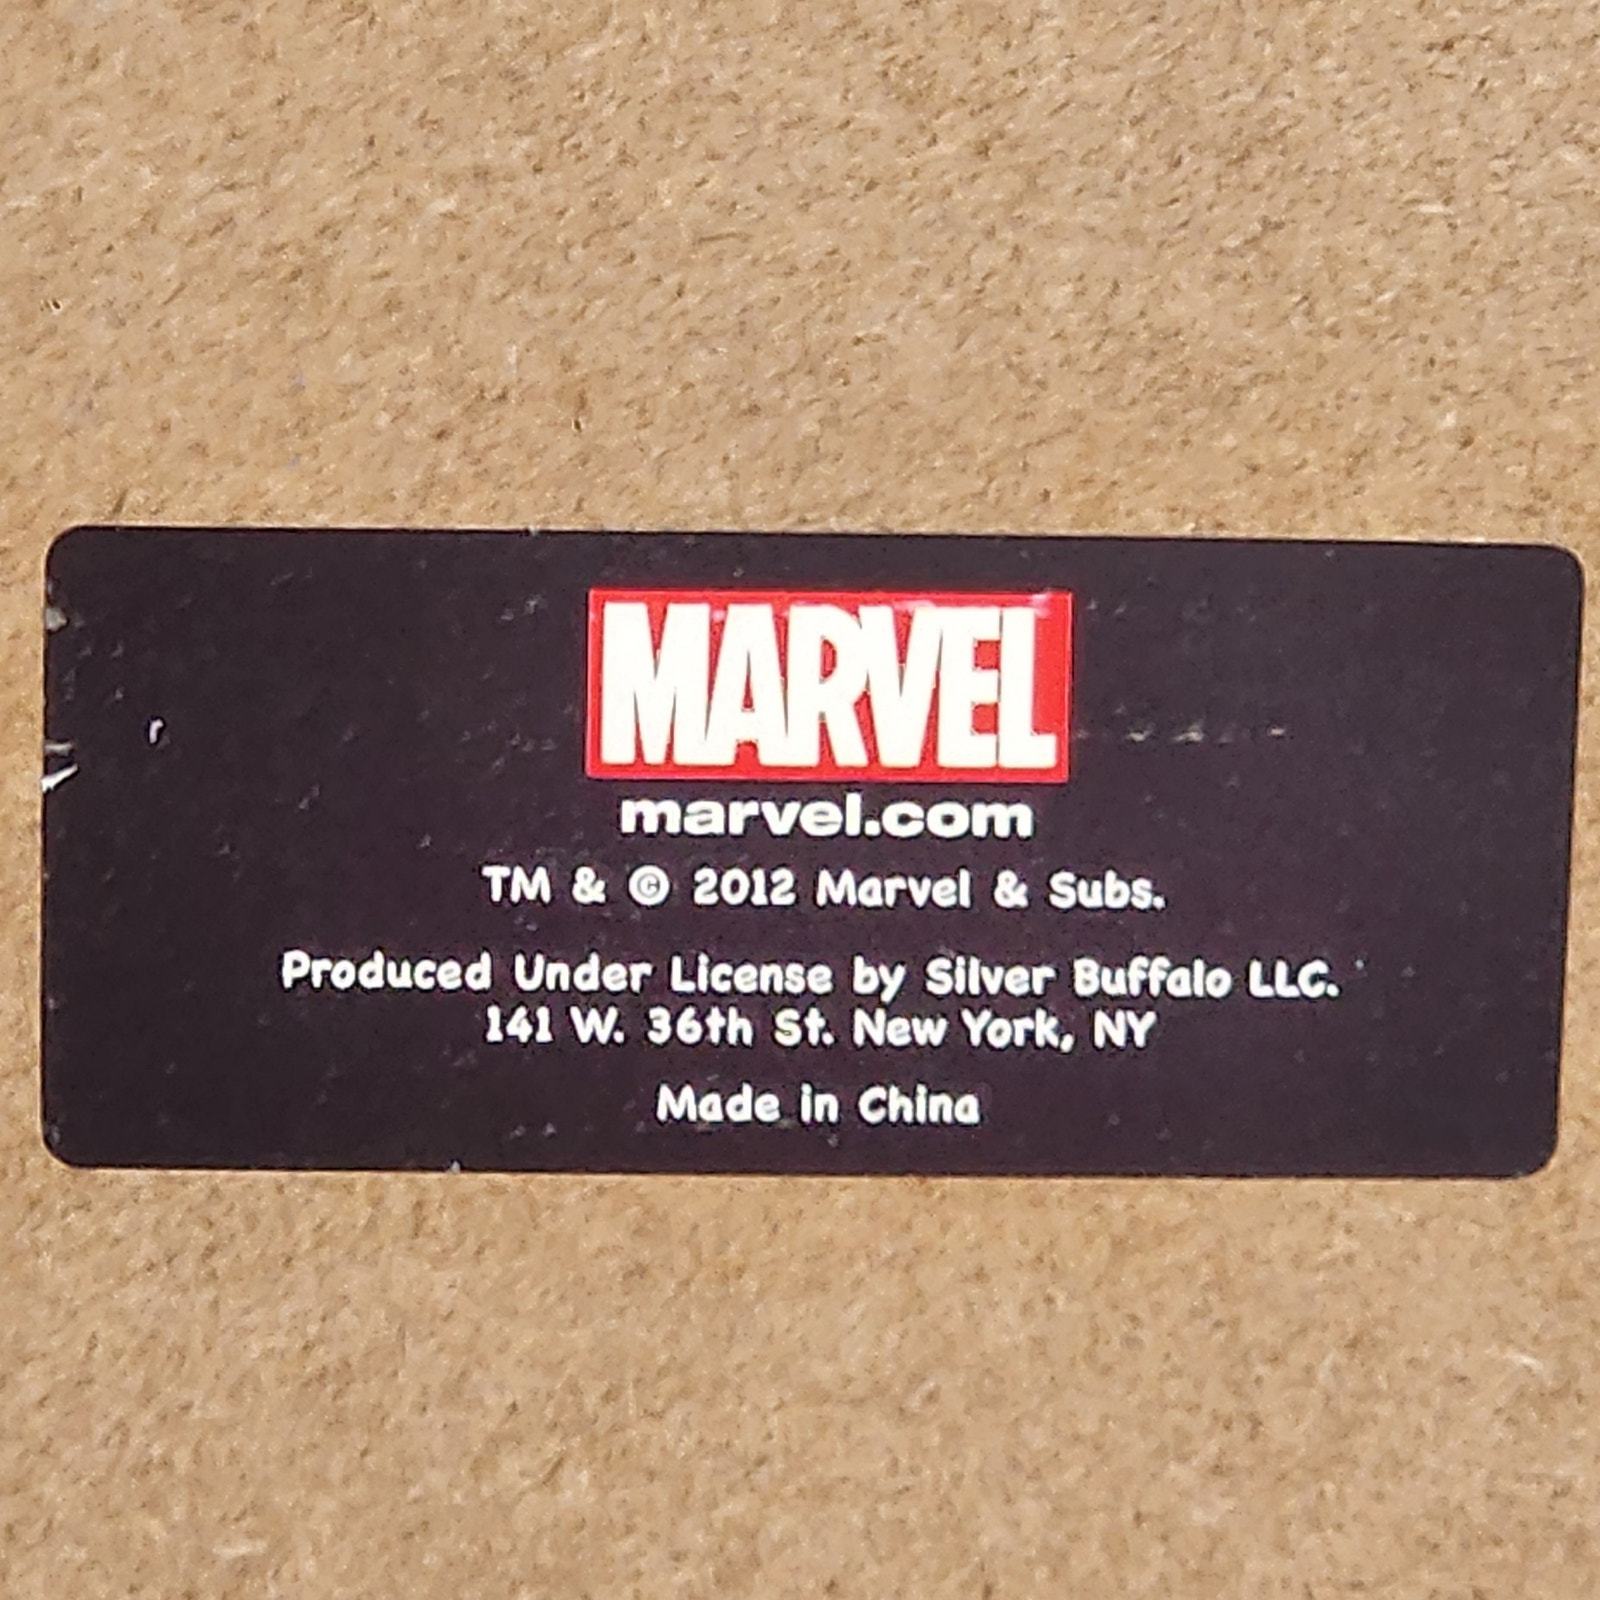 MARVEL
marvel.com
TM & © 2012 Marvel & Subs.
Produced Under License by Silver Buffalo LLC.
141 W. 36th St. New York, NY
Made in China